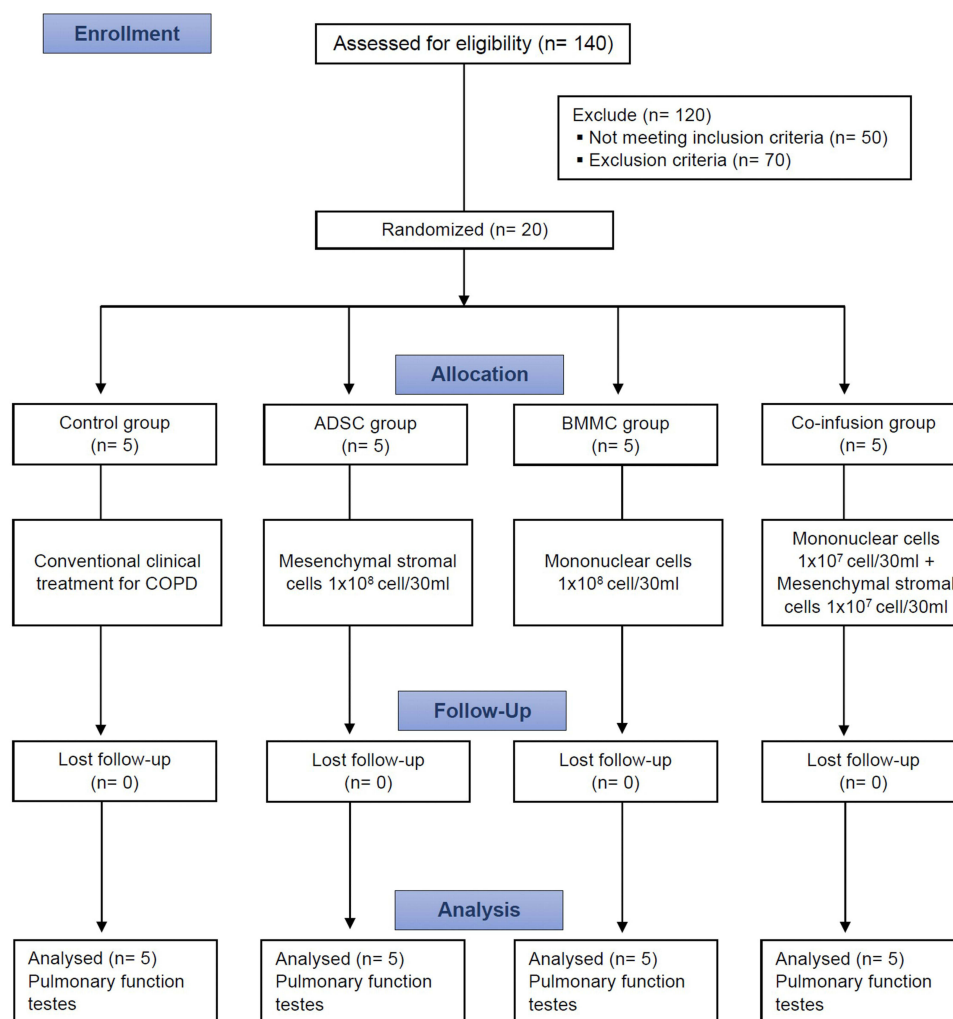 Enrollment
Assessed for eligibility (n= 140)
Exclude (n= 120)
▪ Not meeting inclusion criteria (n= 50)
▪ Exclusion criteria (n= 70)
Randomized (n= 20)
Allocation
Control group
(n= 5)
ADSC group
(n= 5)
BMMC group
(n= 5)
Co-infusion group
(n= 5)
Conventional clinical
treatment for COPD
Mesenchymal stromal
cells 1x10⁸ cell/30ml
Mononuclear cells
1x10⁸ cell/30ml
Mononuclear cells
1x10⁷ cell/30ml +
Mesenchymal stromal
cells 1x10⁷ cell/30ml
Follow-Up
Lost follow-up
(n= 0)
Lost follow-up
(n= 0)
Lost follow-up
(n= 0)
Lost follow-up
(n= 0)
Analysis
Analysed (n= 5)
Pulmonary function
testes
Analysed (n= 5)
Pulmonary function
testes
Analysed (n= 5)
Pulmonary function
testes
Analysed (n= 5)
Pulmonary function
testes